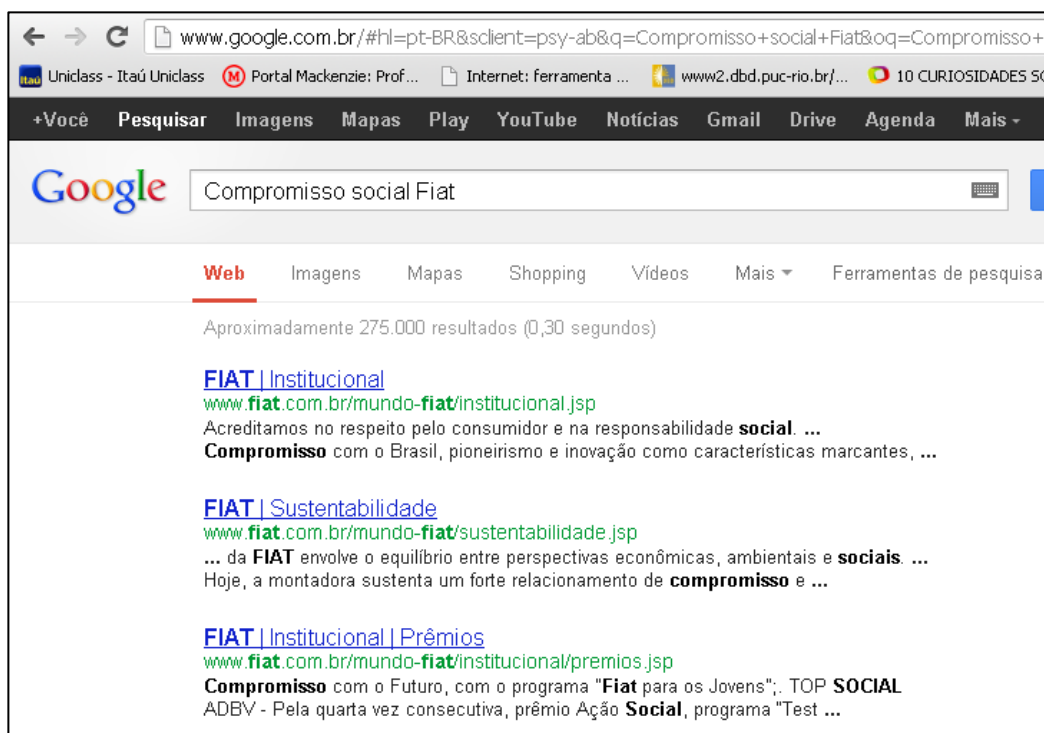 www.google.com.br/#hl=pt-BR&sclient=psy-ab&q=Compromisso+social+Fiat&oq=Compromisso+
Itaú Uniclass - Itaú Uniclass M Portal Mackenzie: Prof... Internet: ferramenta ... www2.dbd.puc-rio.br/... 10 CURIOSIDADES SO
+Você Pesquisar Imagens Mapas Play YouTube Notícias Gmail Drive Agenda Mais
Google Compromisso social Fiat
Web Imagens Mapas Shopping Vídeos Mais Ferramentas de pesquisa
Aproximadamente 275.000 resultados (0,30 segundos)
FIAT | Institucional
www.fiat.com.br/mundo-fiat/institucional.jsp
Acreditamos no respeito pelo consumidor e na responsabilidade social. ...
Compromisso com o Brasil, pioneirismo e inovação como características marcantes, ...
FIAT | Sustentabilidade
www.fiat.com.br/mundo-fiat/sustentabilidade.jsp
... da FIAT envolve o equilíbrio entre perspectivas econômicas, ambientais e sociais. ...
Hoje, a montadora sustenta um forte relacionamento de compromisso e ...
FIAT | Institucional | Prêmios
www.fiat.com.br/mundo-fiat/institucional/premios.jsp
Compromisso com o Futuro, com o programa "Fiat para os Jovens";. TOP SOCIAL
ADBV - Pela quarta vez consecutiva, prêmio Ação Social, programa "Test ...